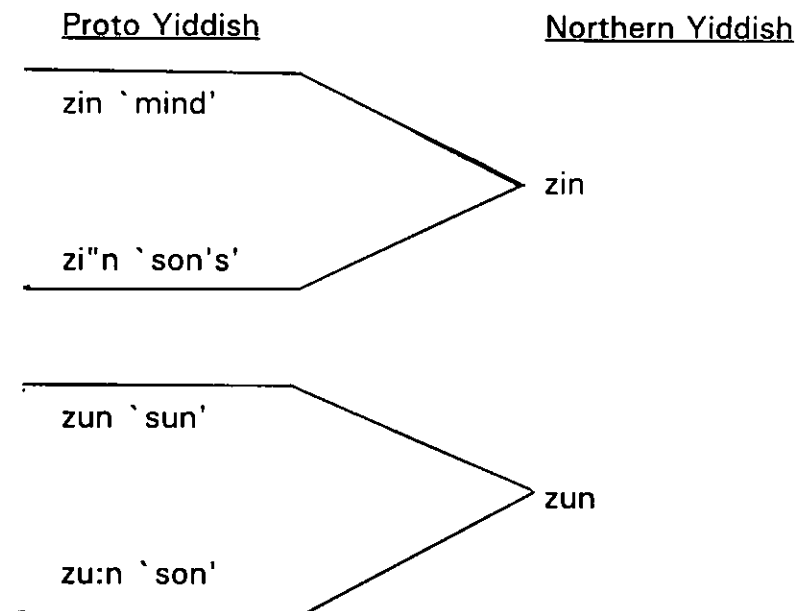 Proto Yiddish Northern Yiddish
zin `mind'
zin
zi"n `son's'
zun `sun'
zun
zu:n `son'